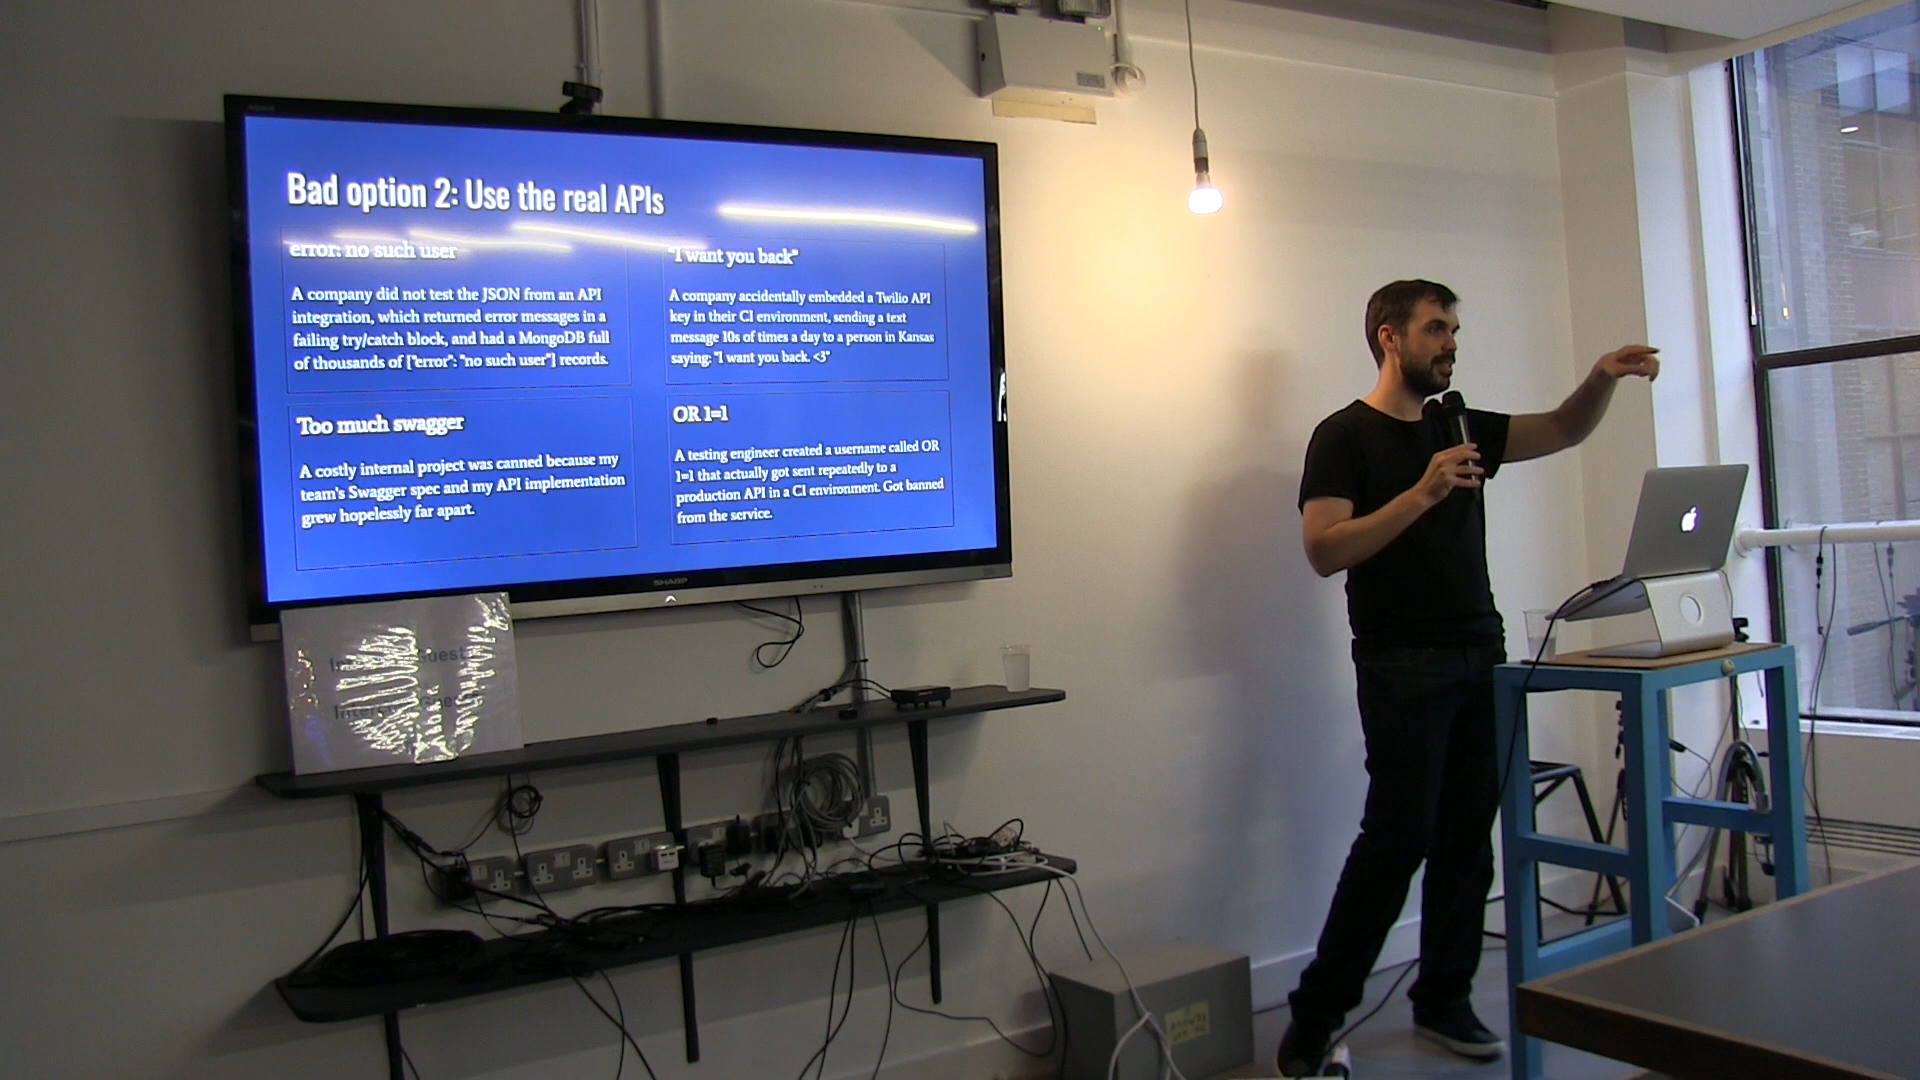 Bad option 2: Use the real APIs
error: no such user
A company did not test the JSON from an API
integration, which returned error messages in a
failing try/catch block, and had a MongoDB full
of thousands of ["error": "no such user"] records.
"I want you back"
A company accidentally embedded a Twilio API
key in their CI environment, sending a text
message 10s of times a day to a person in Kansas
saying: "I want you back. <3"
Too much swagger
A costly internal project was canned because my
team's Swagger spec and my API implementation
grew hopelessly far apart.
OR 1=1
A testing engineer created a username called OR
1=1 that actually got sent repeatedly to a
production API in a CI environment. Got banned
from the service.
SHARP